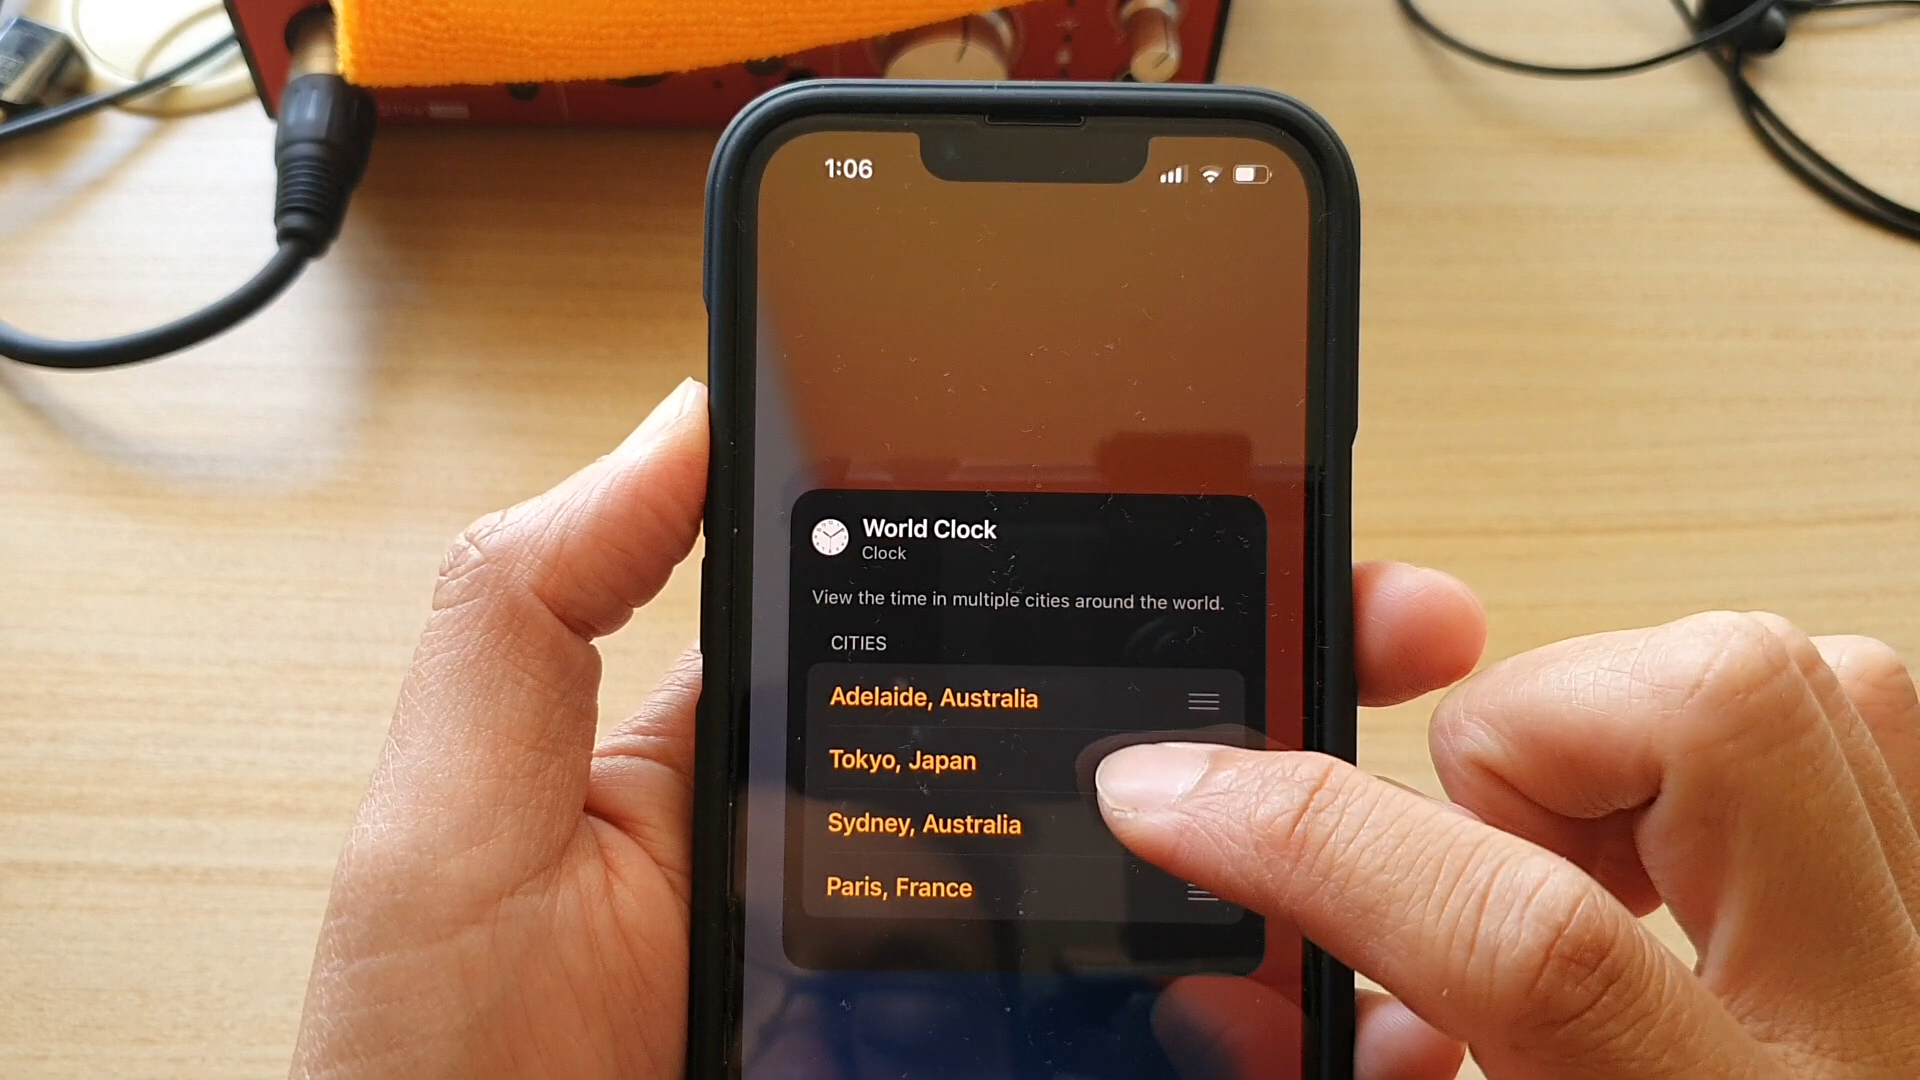 1:06
World Clock
Clock
View the time in multiple cities around the world.
CITIES
Adelaide, Australia
Tokyo, Japan
Sydney, Australia
Paris, France